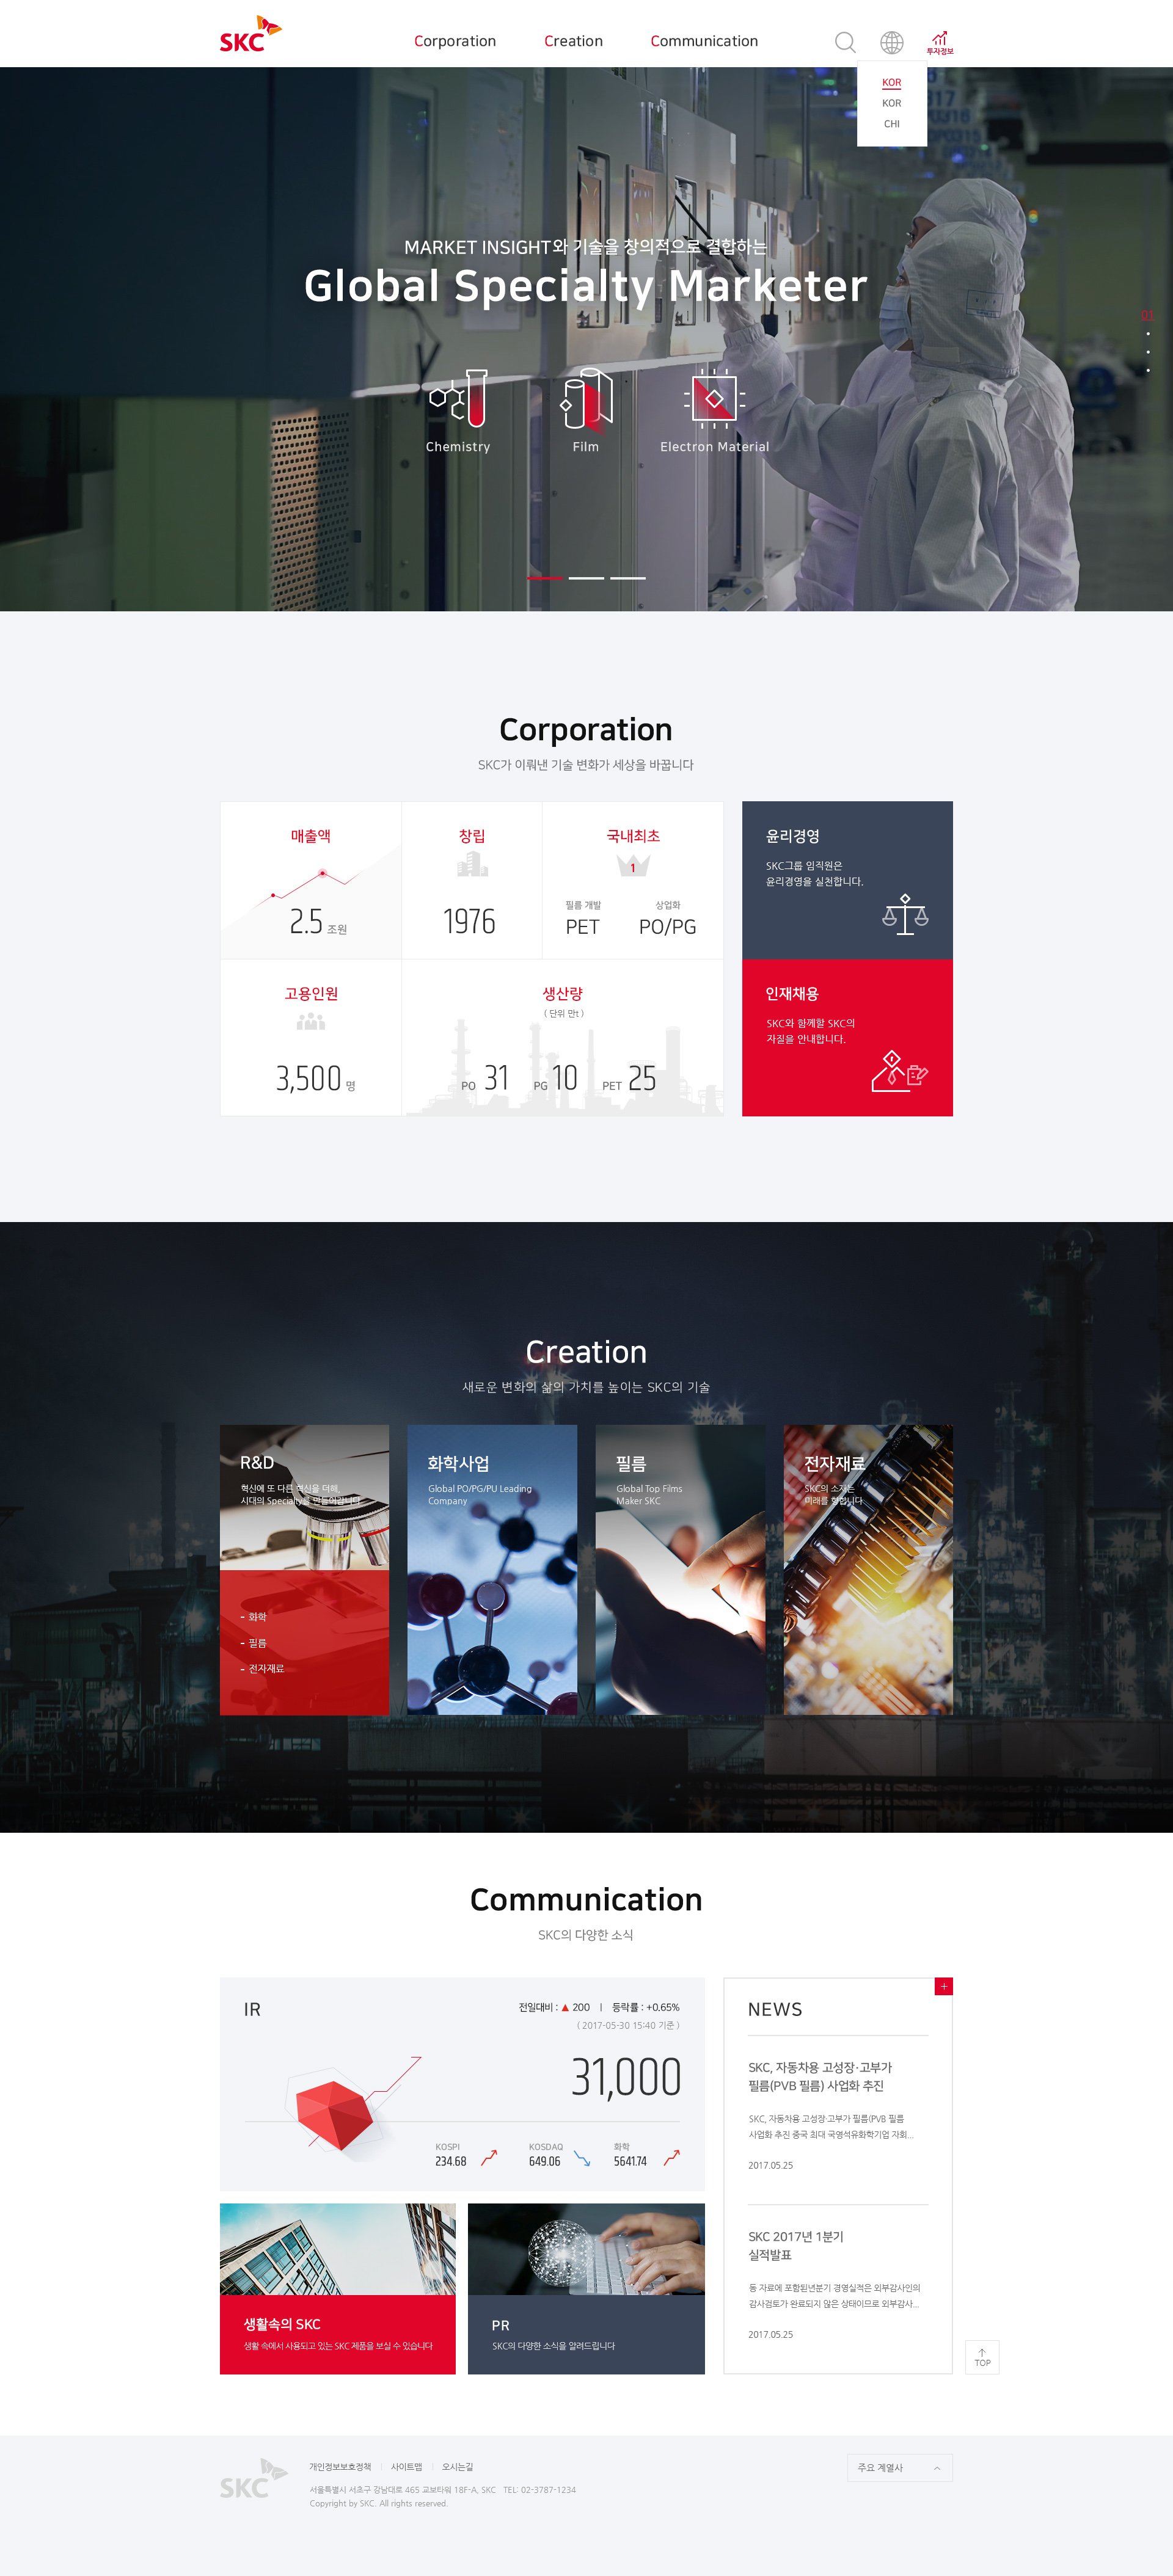 SKC
Corporation
Creation
Communication
투자정보
KOR
KOR
CHI
MARKET INSIGHT와 기술을 창의적으로 결합하는
Global Specialty Marketer
01
Chemistry
Film
Electron Material
Corporation
SKC가 이뤄낸 기술 변화가 세상을 바꿉니다
매출액
2.5 조원
창립
1976
국내최초
1
필름 개발
PET
상업화
PO/PG
윤리경영
SKC그룹 임직원은
윤리경영을 실천합니다.
고용인원
3,500 명
생산량
( 단위 만t )
PO 31 PG 10 PET 25
인재채용
SKC와 함께할 SKC의
자질을 안내합니다.
Creation
새로운 변화의 삶의 가치를 높이는 SKC의 기술
R&D
혁신에 또 다른 혁신을 더해,
시대의 Specialty를 만들어갑니다
- 화학
- 필름
- 전자재료
화학사업
Global PO/PG/PU Leading
Company
필름
Global Top Films
Maker SKC
전자재료
SKC의 소재는
미래를 향합니다
Communication
SKC의 다양한 소식
IR
전일대비 : ▲ 200 | 등락률 : +0.65%
( 2017-05-30 15:40 기준 )
31,000
KOSPI
234.68
KOSDAQ
649.06
화학
5641.74
생활속의 SKC
생활 속에서 사용되고 있는 SKC 제품을 보실 수 있습니다
PR
SKC의 다양한 소식을 알려드립니다
+
NEWS
SKC, 자동차용 고성장·고부가
필름(PVB 필름) 사업화 추진
SKC, 자동차용 고성장·고부가 필름(PVB 필름
사업화 추진 중국 최대 국영석유화학기업 자회...
2017.05.25
SKC 2017년 1분기
실적발표
동 자료에 포함된년분기 경영실적은 외부감사인의
감사검토가 완료되지 않은 상태이므로 외부감사...
2017.05.25
TOP
SKC
개인정보보호정책 | 사이트맵 | 오시는길
서울특별시 서초구 강남대로 465 교보타워 18F-A, SKC TEL: 02-3787-1234
Copyright by SKC. All rights reserved.
주요 계열사